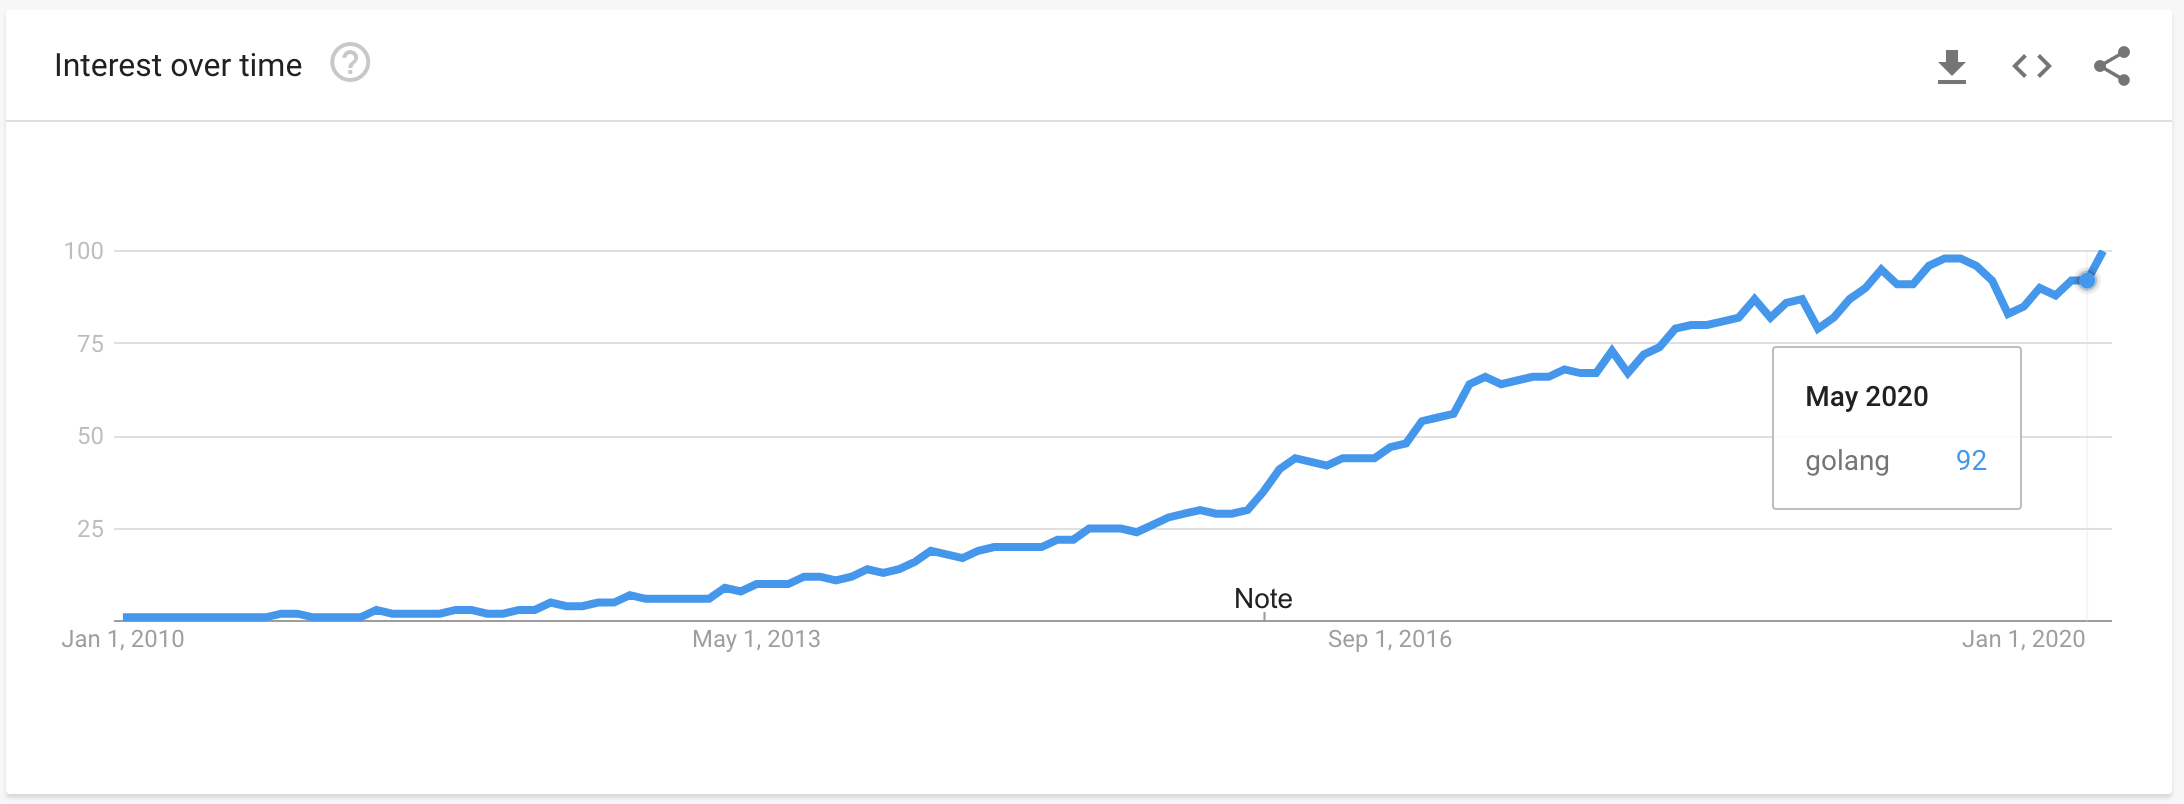 Interest over time ?
100
75
50
25
Note
Jan 1, 2010 May 1, 2013 Sep 1, 2016 Jan 1, 2020
May 2020
golang 92